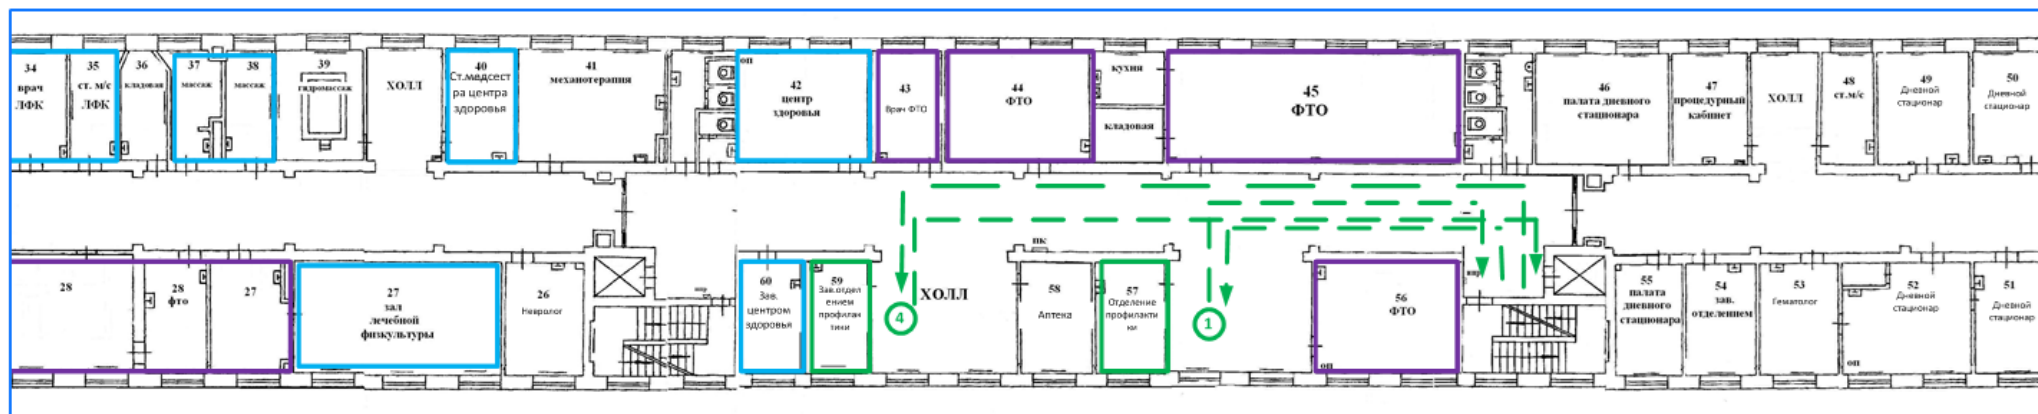 34
врач
ЛФК
35
ст. м/с
ЛФК
36
кладовая
37
массаж
38
массаж
39
гидромассаж
ХОЛЛ
40
Ст.медсест
ра центра
здоровья
41
механотерапия
оп
42
центр
здоровья
43
Врач ФТО
44
ФТО
кухня
кладовая
45
ФТО
46
палата дневного
стационара
47
процедурный
кабинет
ХОЛЛ
48
ст.м/с
49
Дневной
стационар
50
Дневной
стационар
28
28
фто
27
27
зал
лечебной
физкультуры
26
Невролог
60
Зав.
центром
здоровья
59
Зав.отдел
ением
профилак
тики
4
ХОЛЛ
пк
58
Аптека
57
Отделение
профилакти
ки
1
56
ФТО
оп
55
палата
дневного
стационара
54
зав.
отделением
53
Гематолог
52
Дневной
стационар
оп
51
Дневной
стационар